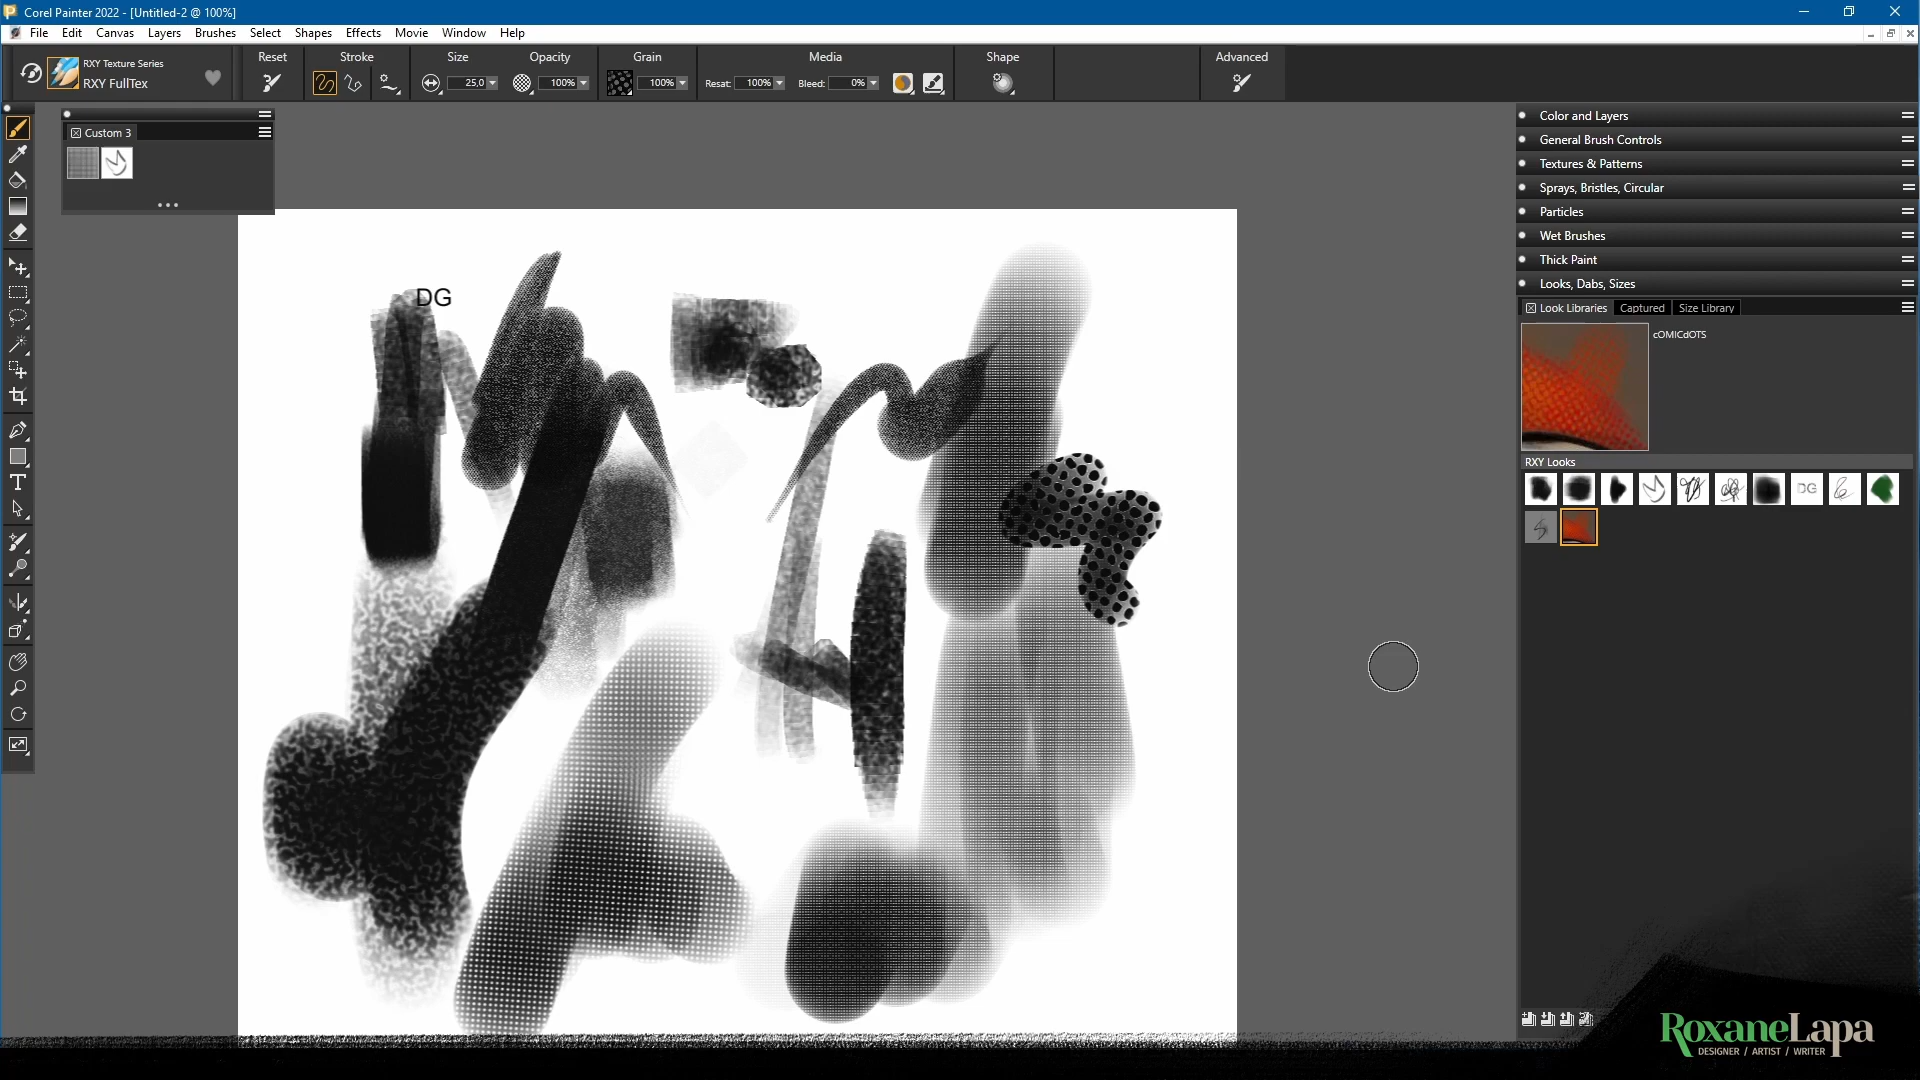 Corel Painter 2022 - [Untitled-2 @ 100%]
File Edit Canvas Layers Brushes Select Shapes Effects Movie Window Help
RXY Texture Series
RXY FullTex
Reset Stroke Size Opacity Grain Media Shape Advanced
25,0 100% 100% Resat: 100% Bleed: 0%
Custom 3
Color and Layers
General Brush Controls
Textures & Patterns
Sprays, Bristles, Circular
Particles
Wet Brushes
Thick Paint
Looks, Dabs, Sizes
Look Libraries Captured Size Library
cOMICdOTS
RXY Looks
DG
DG
RoxaneLapa
DESIGNER / ARTIST / WRITER